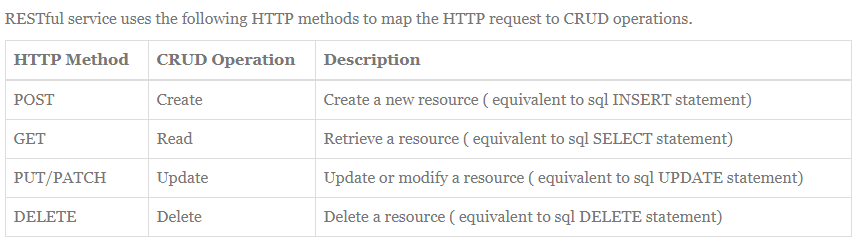 RESTful service uses the following HTTP methods to map the HTTP request to CRUD operations.
HTTP Method CRUD Operation Description
POST Create Create a new resource ( equivalent to sql INSERT statement)
GET Read Retrieve a resource ( equivalent to sql SELECT statement)
PUT/PATCH Update Update or modify a resource ( equivalent to sql UPDATE statement)
DELETE Delete Delete a resource ( equivalent to sql DELETE statement)